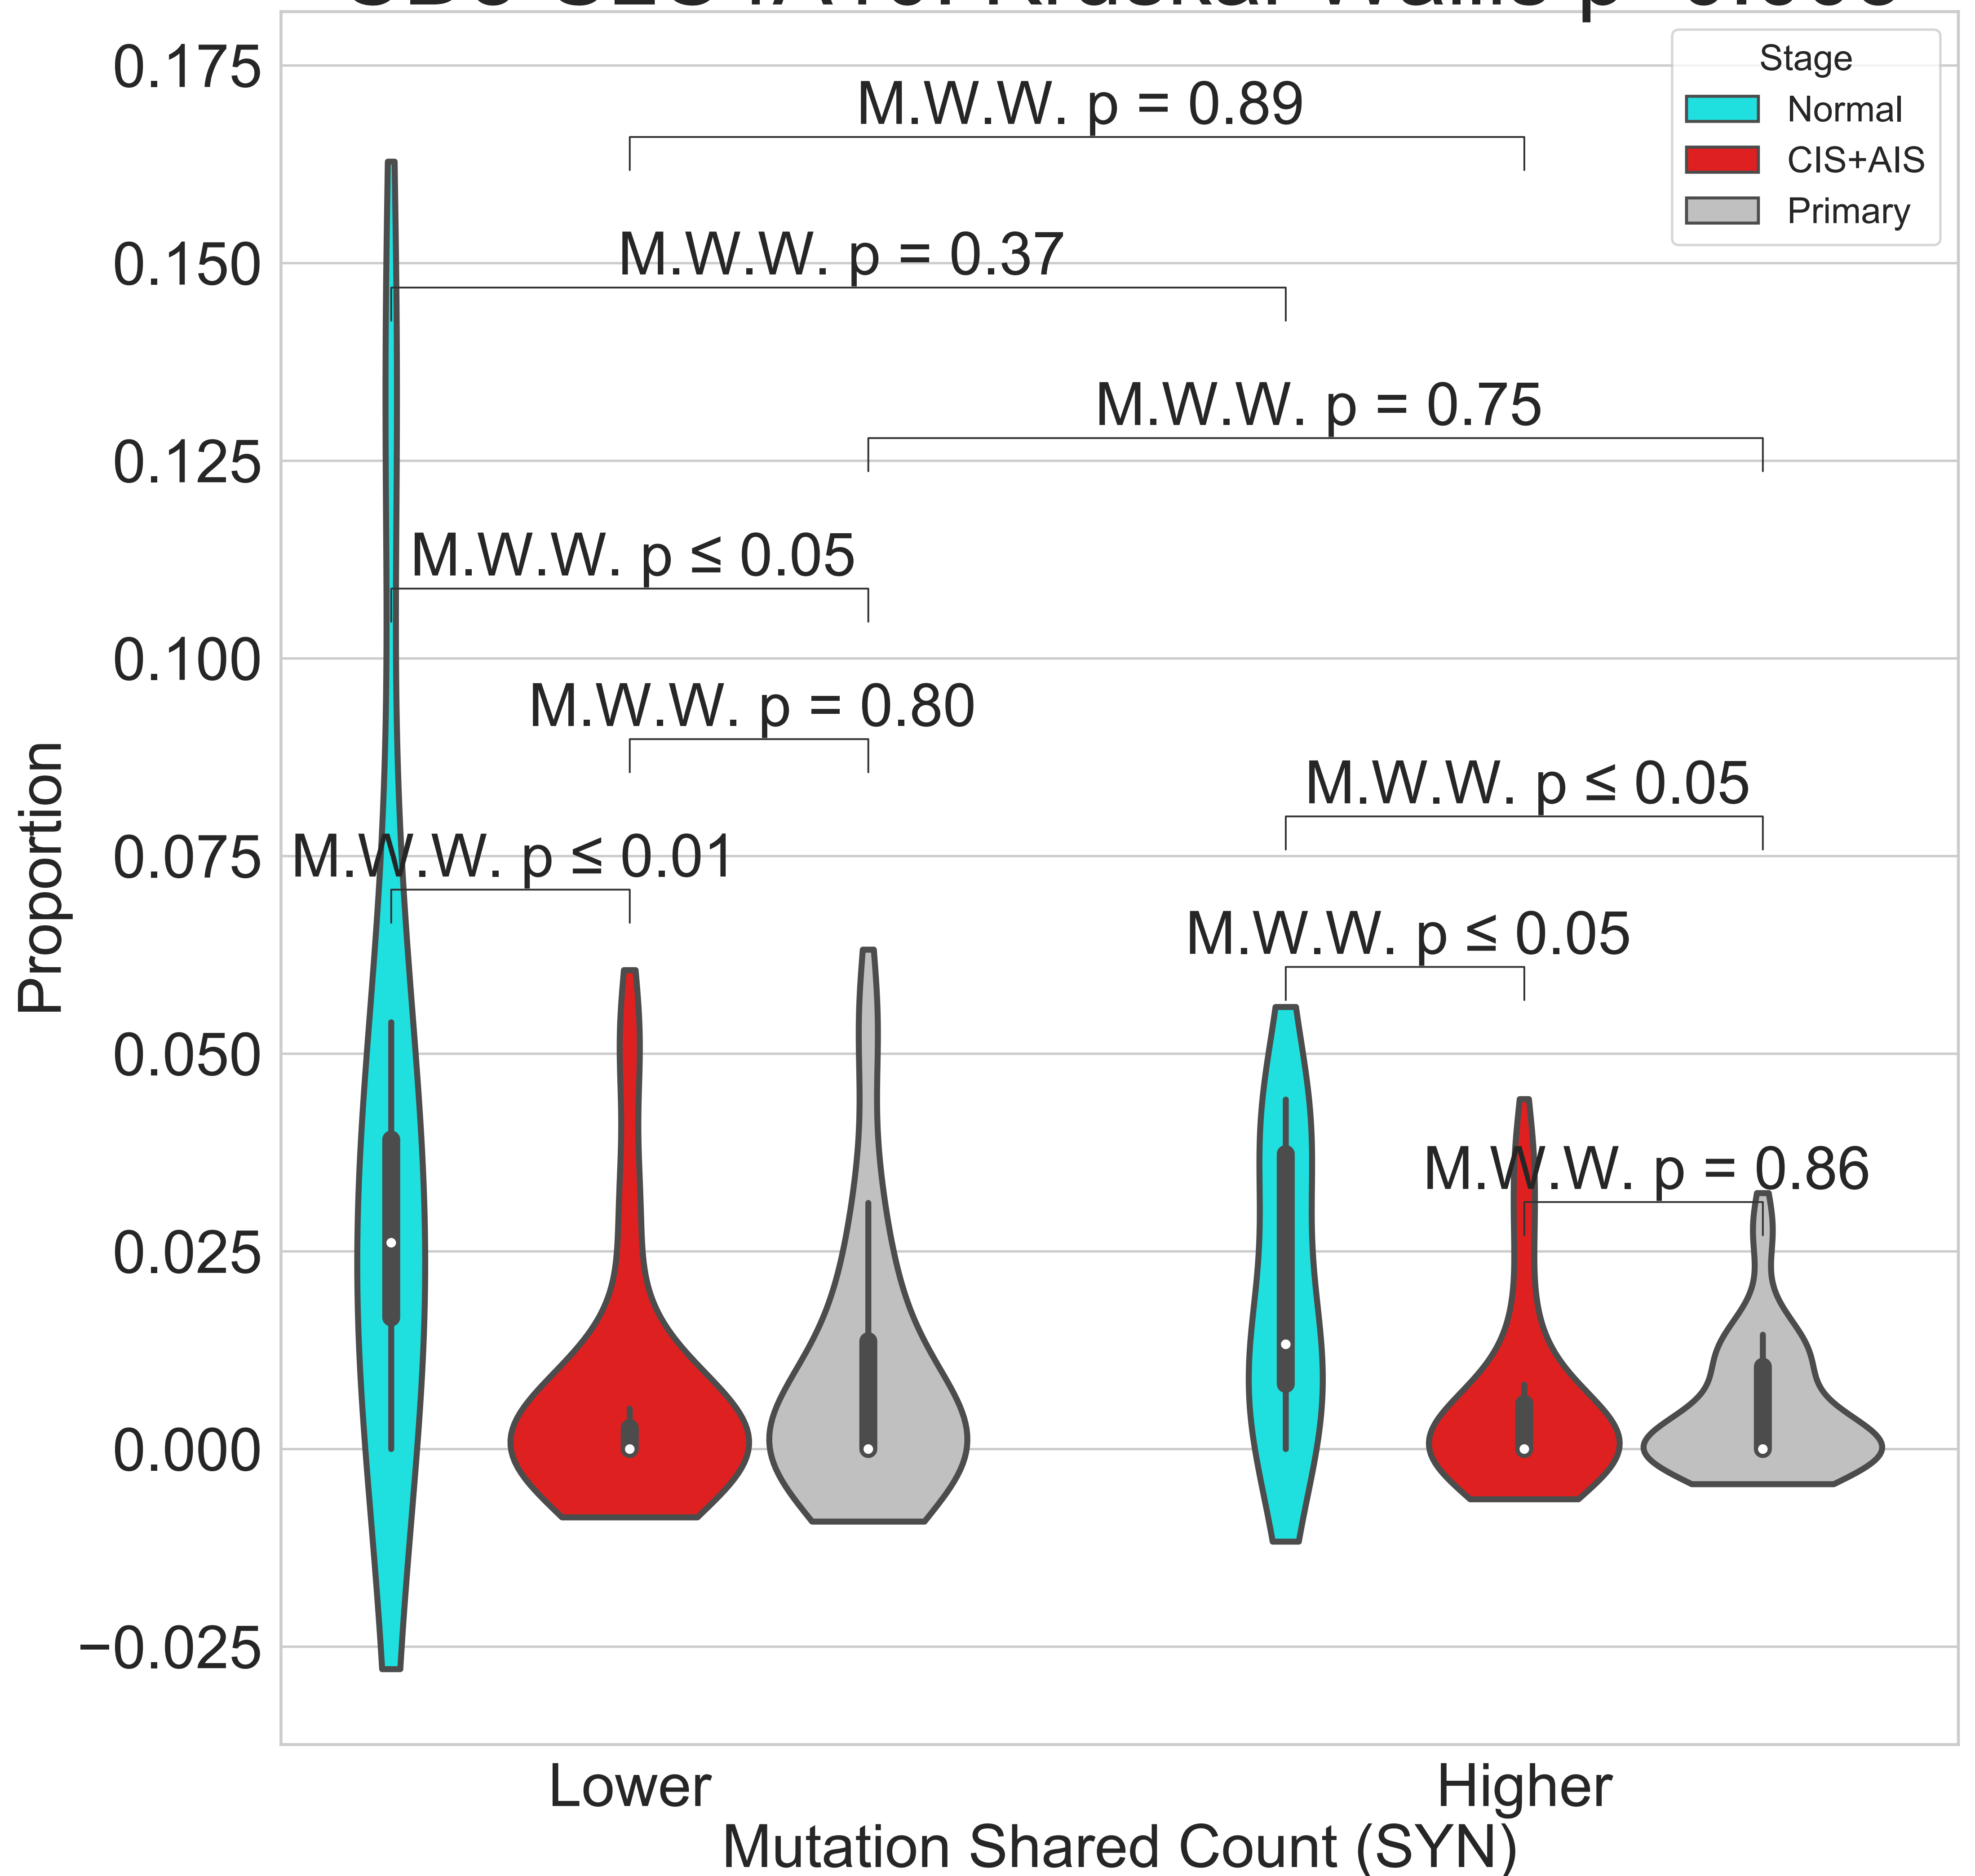 Stage
Normal
CIS+AIS
Primary
0.175
0.150
0.125
0.100
0.075
0.050
0.025
0.000
−0.025
Proportion
M.W.W. p = 0.89
M.W.W. p = 0.37
M.W.W. p = 0.75
M.W.W. p ≤ 0.05
M.W.W. p = 0.80
M.W.W. p ≤ 0.05
M.W.W. p ≤ 0.01
M.W.W. p ≤ 0.05
M.W.W. p = 0.86
Lower
Higher
Mutation Shared Count (SYN)